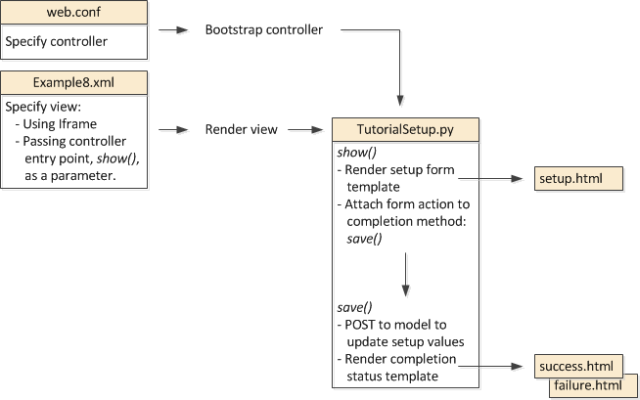 web.conf
Specify controller
Bootstrap controller
Example8.xml
Specify view:
- Using Iframe
- Passing controller
entry point, show(),
as a parameter.
Render view
TutorialSetup.py
show()
- Render setup form
template
- Attach form action to
completion method:
save()
setup.html
save()
- POST to model to
update setup values
- Render completion
status template
success.html
failure.html